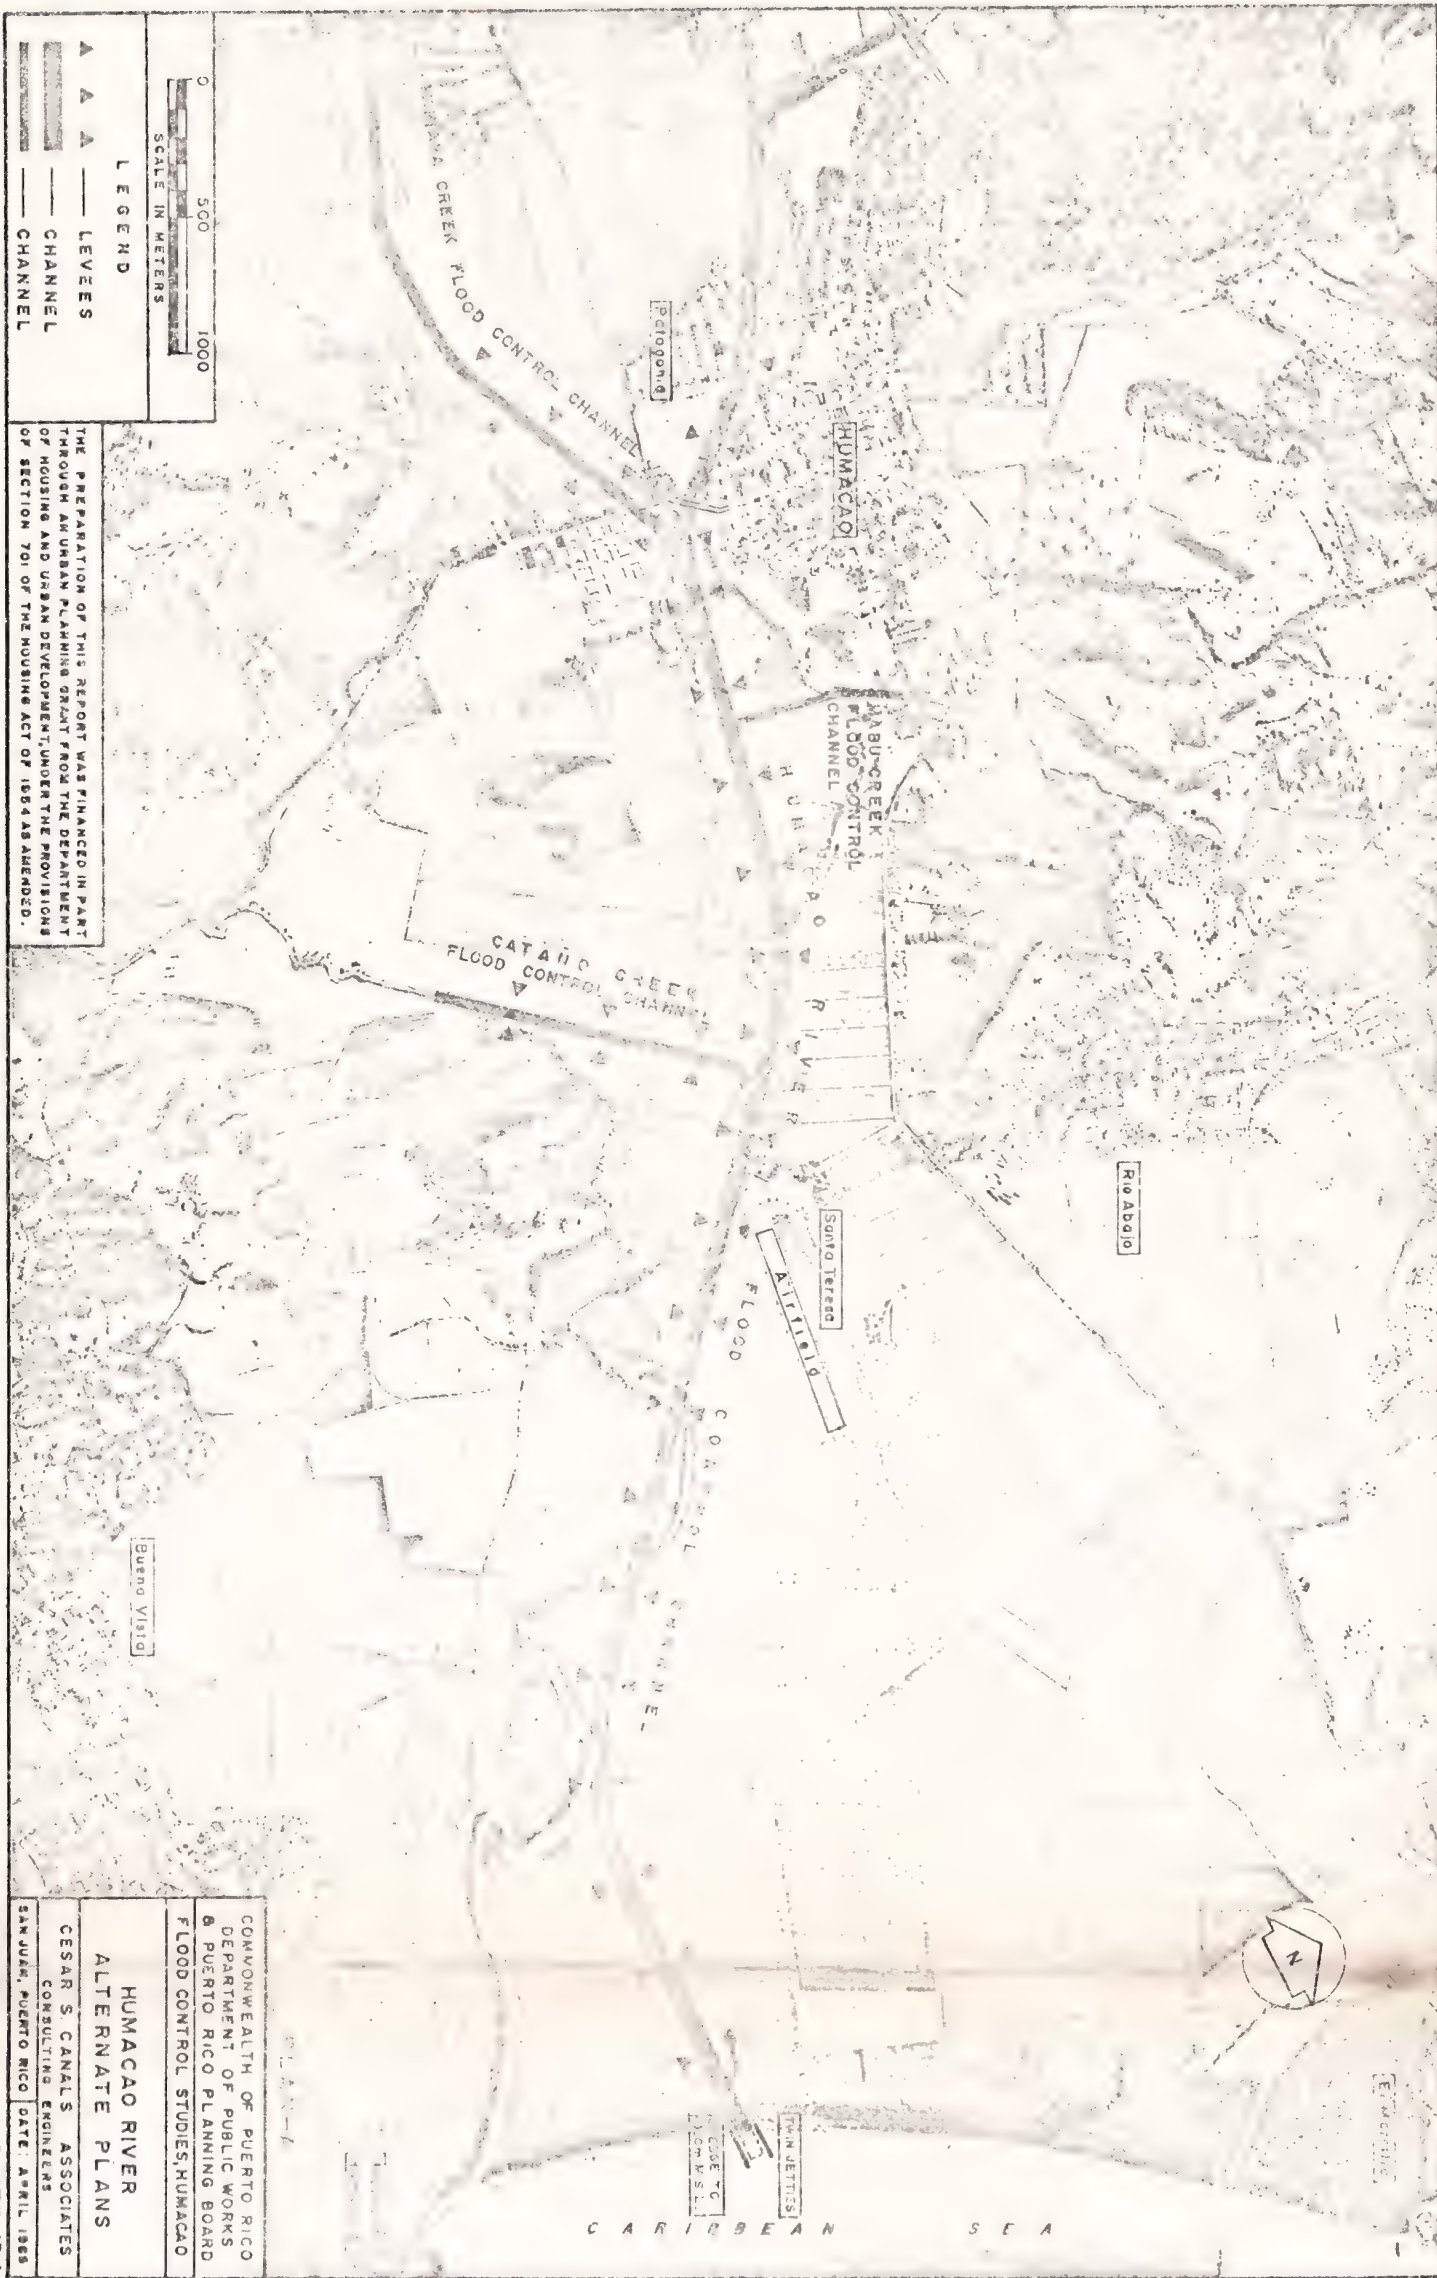 0 500 1000
SCALE IN METERS
LEGEND
LEVEES
CHANNEL
CHANNEL
THE PREPARATION OF THIS REPORT WAS FINANCED IN PART
THROUGH AN URBAN PLANNING GRANT FROM THE DEPARTMENT
OF HOUSING AND URBAN DEVELOPMENT, UNDER THE PROVISIONS
OF SECTION 701 OF THE HOUSING ACT OF 1954 AS AMENDED.
CREEK FLOOD CONTROL CHANNEL
Patagonia
HUMACAO
MABU CREEK
FLOOD CONTROL
CHANNEL
HUMACAO RIVER
FLOOD CONTROL
CATAÑO CREEK
FLOOD CONTROL CHANNEL
Rio Abajo
Santa Teresa
Airfield
Buena Vista
N
TWIN JETTIES
CARIBBEAN SEA
COMMONWEALTH OF PUERTO RICO
DEPARTMENT OF PUBLIC WORKS
& PUERTO RICO PLANNING BOARD
FLOOD CONTROL STUDIES, HUMACAO
HUMACAO RIVER
ALTERNATE PLANS
CESAR S. CANALS ASSOCIATES
CONSULTING ENGINEERS
SAN JUAN, PUERTO RICO DATE: APRIL 1969